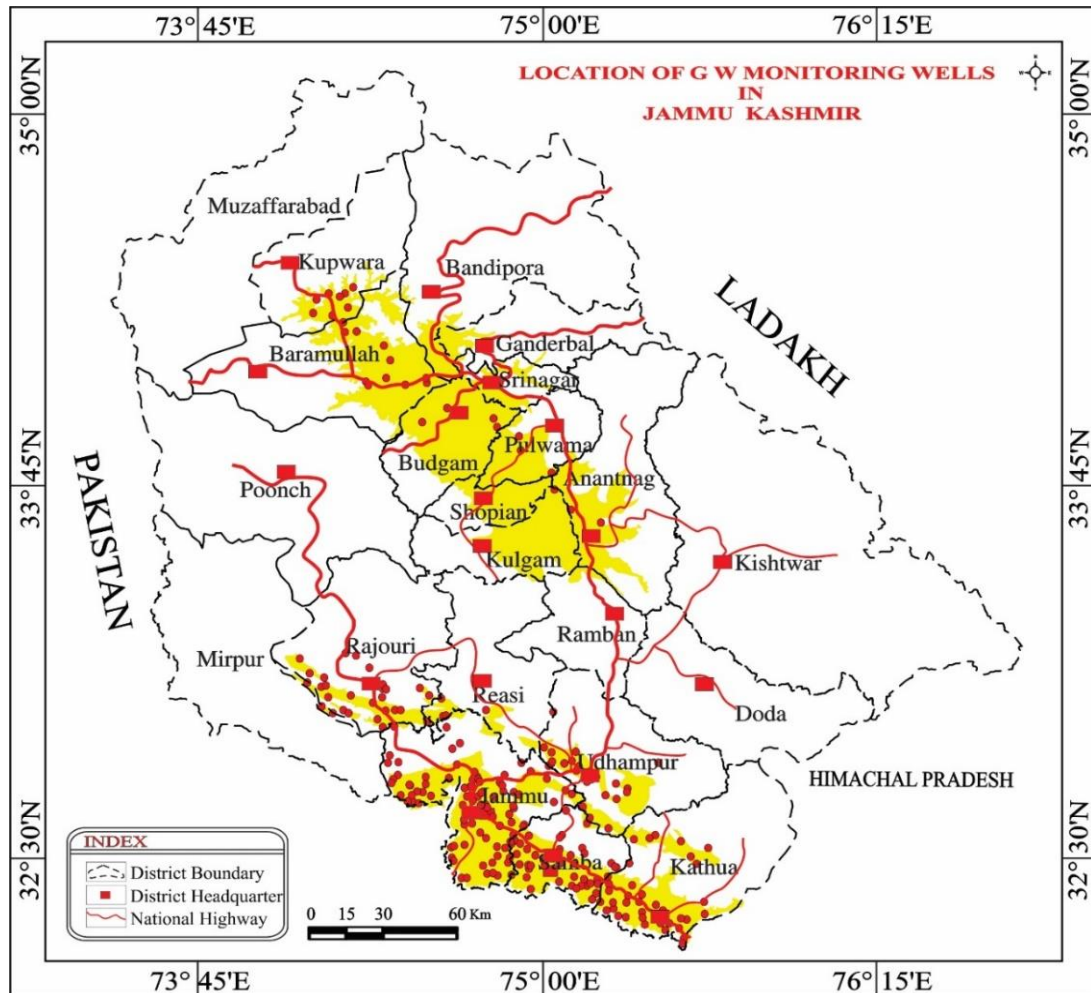 73°45'E
75°00'E
76°15'E
LOCATION OF G W MONITORING WELLS
IN
JAMMU KASHMIR
35°00'N
35°00'N
Muzaffarabad
Kupwara
Bandipora
LADAKH
Ganderbal
Baramullah
Srinagar
Pulwama
Budgam
Anantnag
33°45'N
33°45'N
PAKISTAN
Poonch
Shopian
Kulgam
Kishtwar
Ramban
Rajouri
Mirpur
Reasi
Doda
Udhampur
HIMACHAL PRADESH
Jammu
Samba
Kathua
32°30'N
32°30'N
INDEX
District Boundary
District Headquarter
National Highway
0 15 30 60 Km
73°45'E
75°00'E
76°15'E